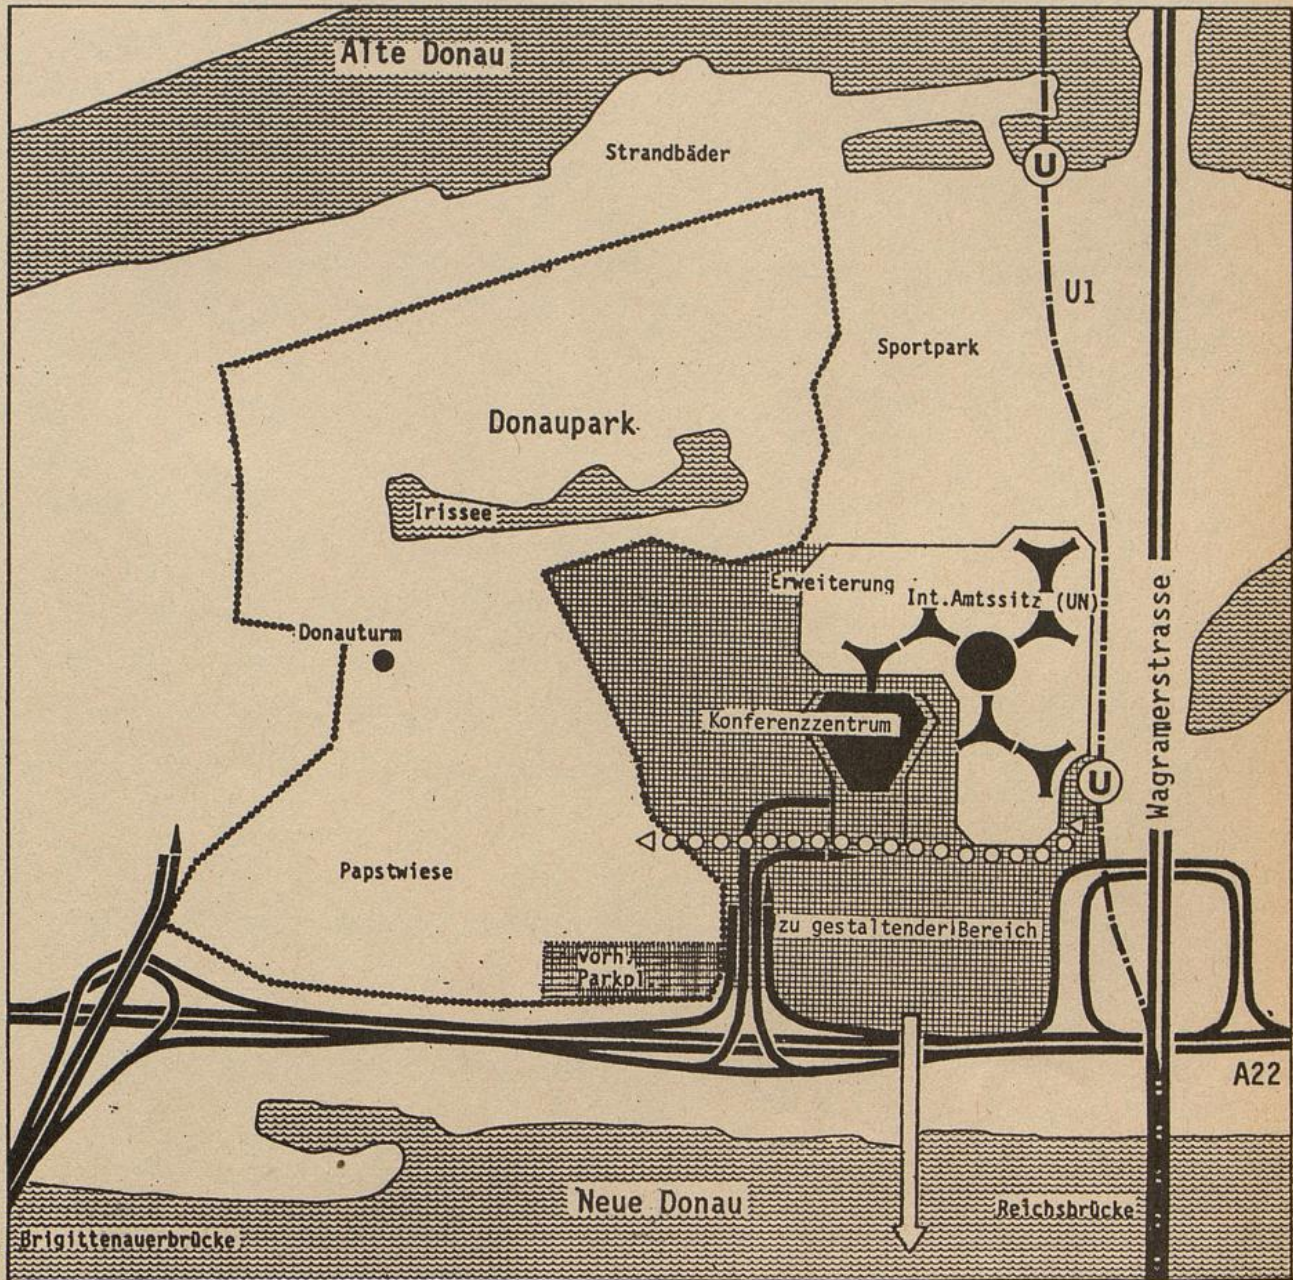 Alte Donau
Strandbäder
U
U1
Sportpark
Donaupark
Irissee
Erweiterung
Int.Amtssitz (UN)
Donauturm
Konferenzzentrum
Wagramerstrasse
U
Papstwiese
zu gestaltender Bereich
vorh.
Parkpl.
A22
Neue Donau
Reichsbrücke
Brigittenauerbrücke